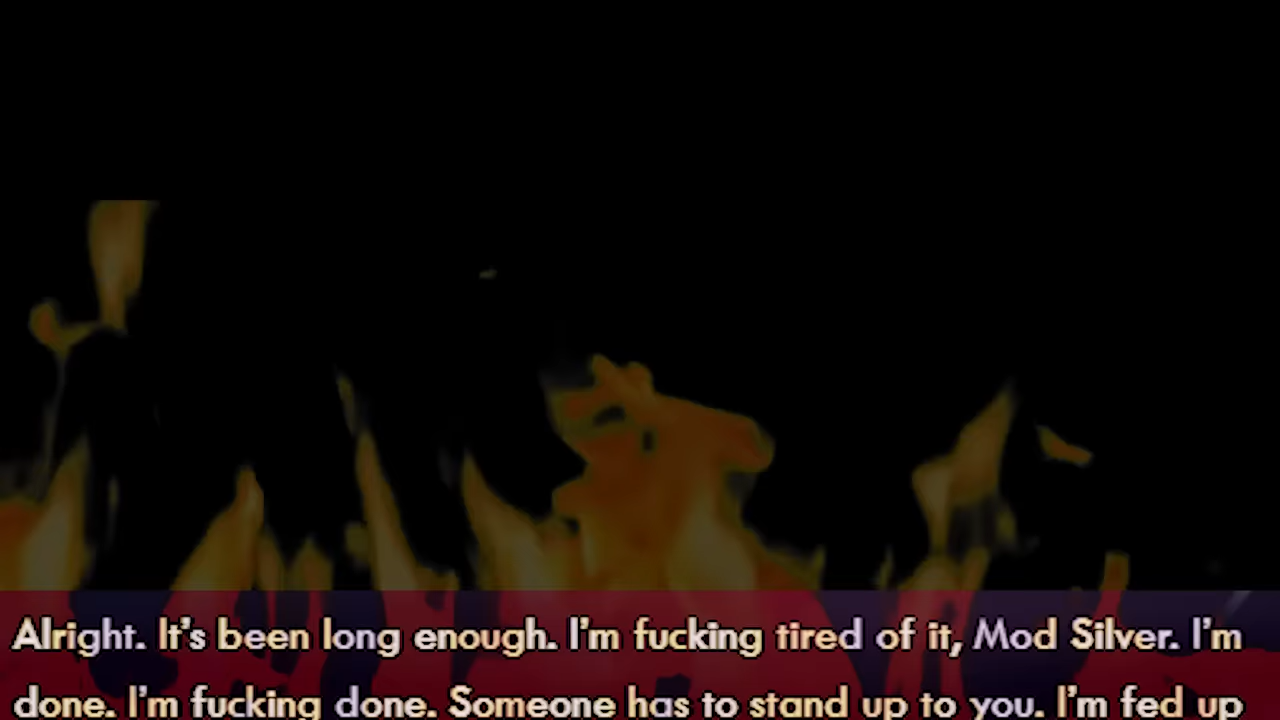 Alright. It's been long enough. I'm fucking tired of it, Mod Silver. I'm
done. I'm fucking done. Someone has to stand up to you. I'm fed up